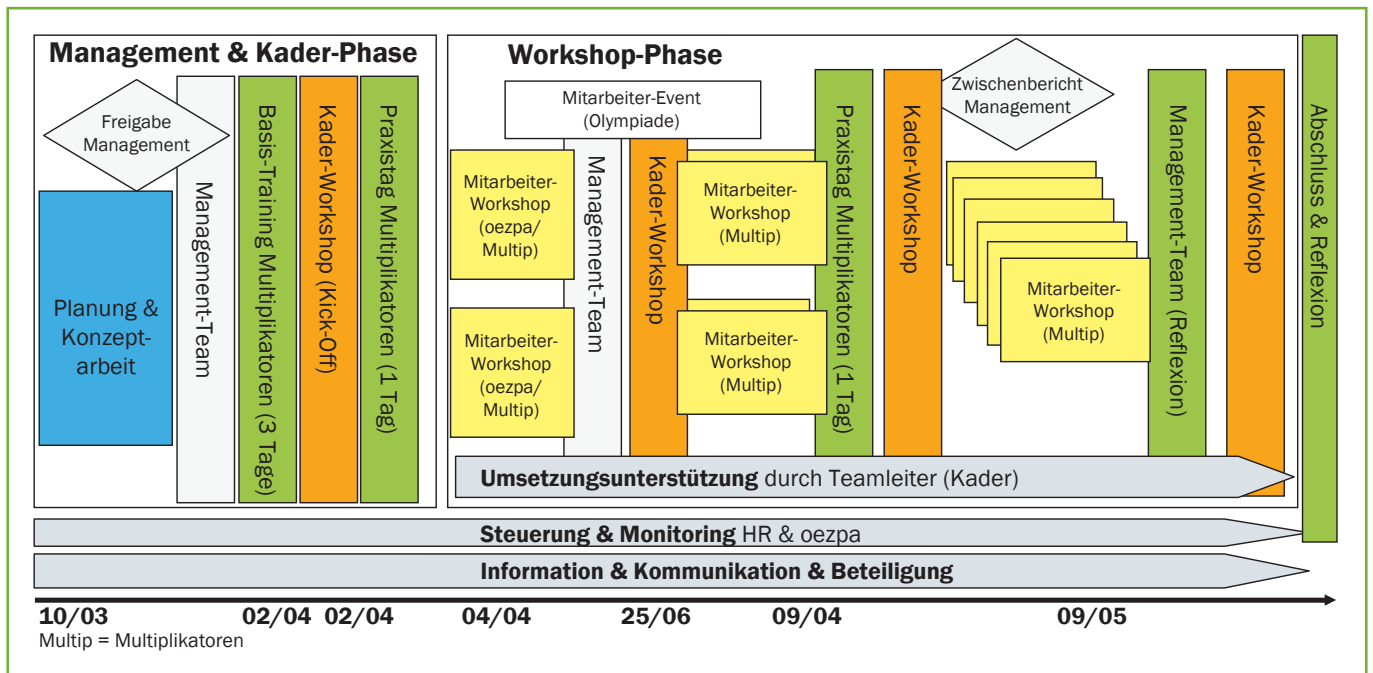 Management & Kader-Phase
Freigabe
Management
Planung &
Konzept-
arbeit
Management-Team
Basis-Training Multiplikatoren (3 Tage)
Kader-Workshop (Kick-Off)
Praxistag Multiplikatoren (1 Tag)
Workshop-Phase
Mitarbeiter-Event
(Olympiade)
Mitarbeiter-
Workshop
(oezpa/
Multip)
Mitarbeiter-
Workshop
(oezpa/
Multip)
Management-Team
Kader-Workshop
Mitarbeiter-
Workshop
(Multip)
Mitarbeiter-
Workshop
(Multip)
Praxistag Multiplikatoren (1 Tag)
Kader-Workshop
Zwischenbericht
Management
Mitarbeiter-
Workshop
(Multip)
Management-Team (Reflexion)
Kader-Workshop
Abschluss & Reflexion
Umsetzungsunterstützung durch Teamleiter (Kader)
Steuerung & Monitoring HR & oezpa
Information & Kommunikation & Beteiligung
10/03 02/04 02/04 04/04 25/06 09/04 09/05
Multip = Multiplikatoren